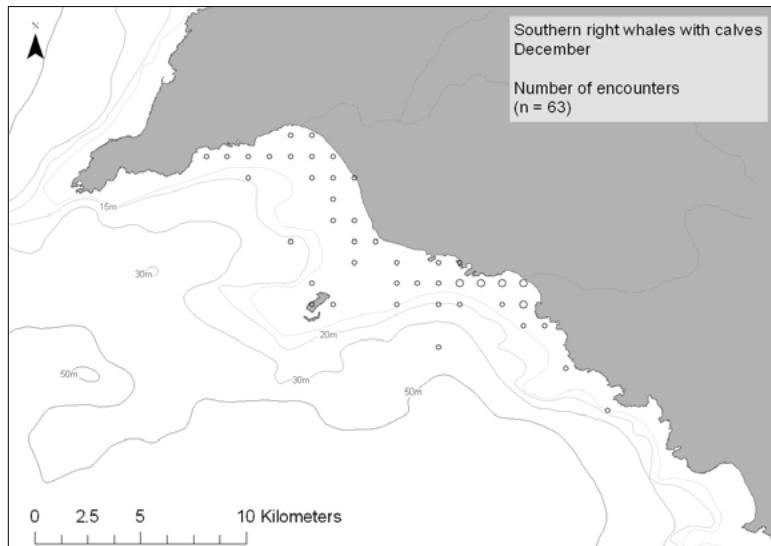 N
Southern right whales with calves
December
Number of encounters
(n = 63)
15m
30m
20m
50m
30m
50m
0 2.5 5 10 Kilometers